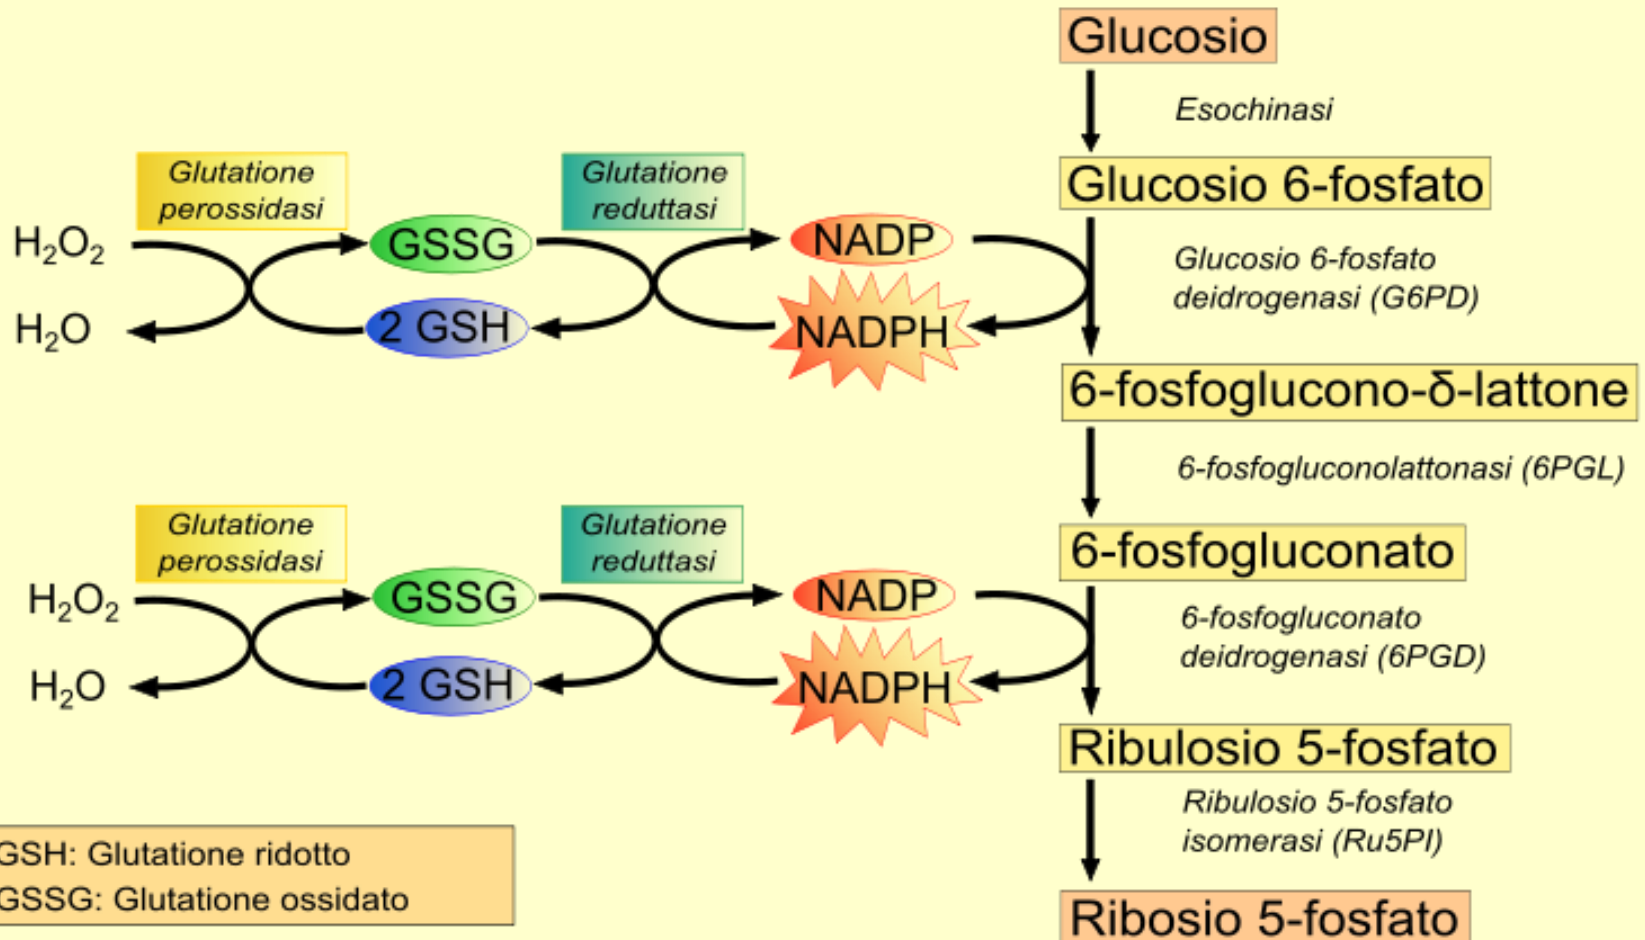 Glucosio
Esochinasi
Glutatione
perossidasi
Glutatione
reduttasi
Glucosio 6-fosfato
H₂O₂
GSSG
NADP
Glucosio 6-fosfato
deidrogenasi (G6PD)
H₂O
2 GSH
NADPH
6-fosfoglucono-δ-lattone
6-fosfogluconolattonasi (6PGL)
Glutatione
perossidasi
Glutatione
reduttasi
6-fosfogluconato
H₂O₂
GSSG
NADP
6-fosfogluconato
deidrogenasi (6PGD)
H₂O
2 GSH
NADPH
Ribulosio 5-fosfato
Ribulosio 5-fosfato
isomerasi (Ru5PI)
GSH: Glutatione ridotto
GSSG: Glutatione ossidato
Ribosio 5-fosfato